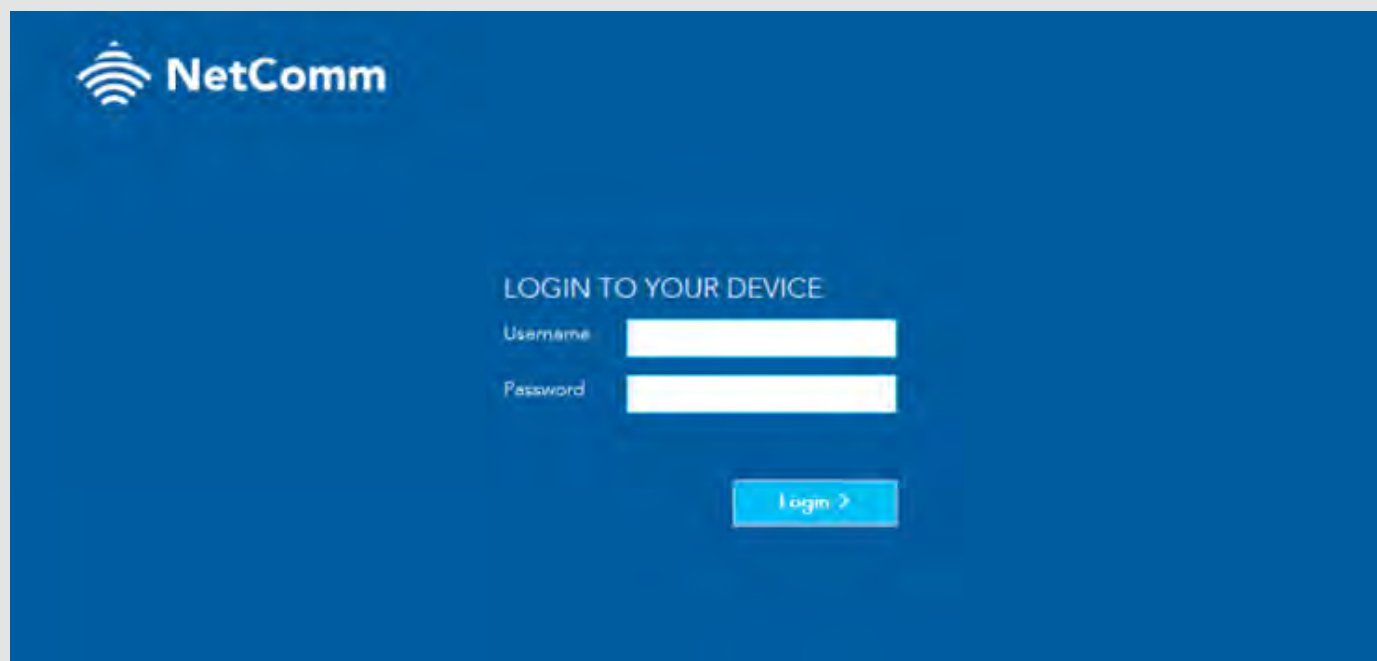 NetComm
LOGIN TO YOUR DEVICE
Username
Password
Login >